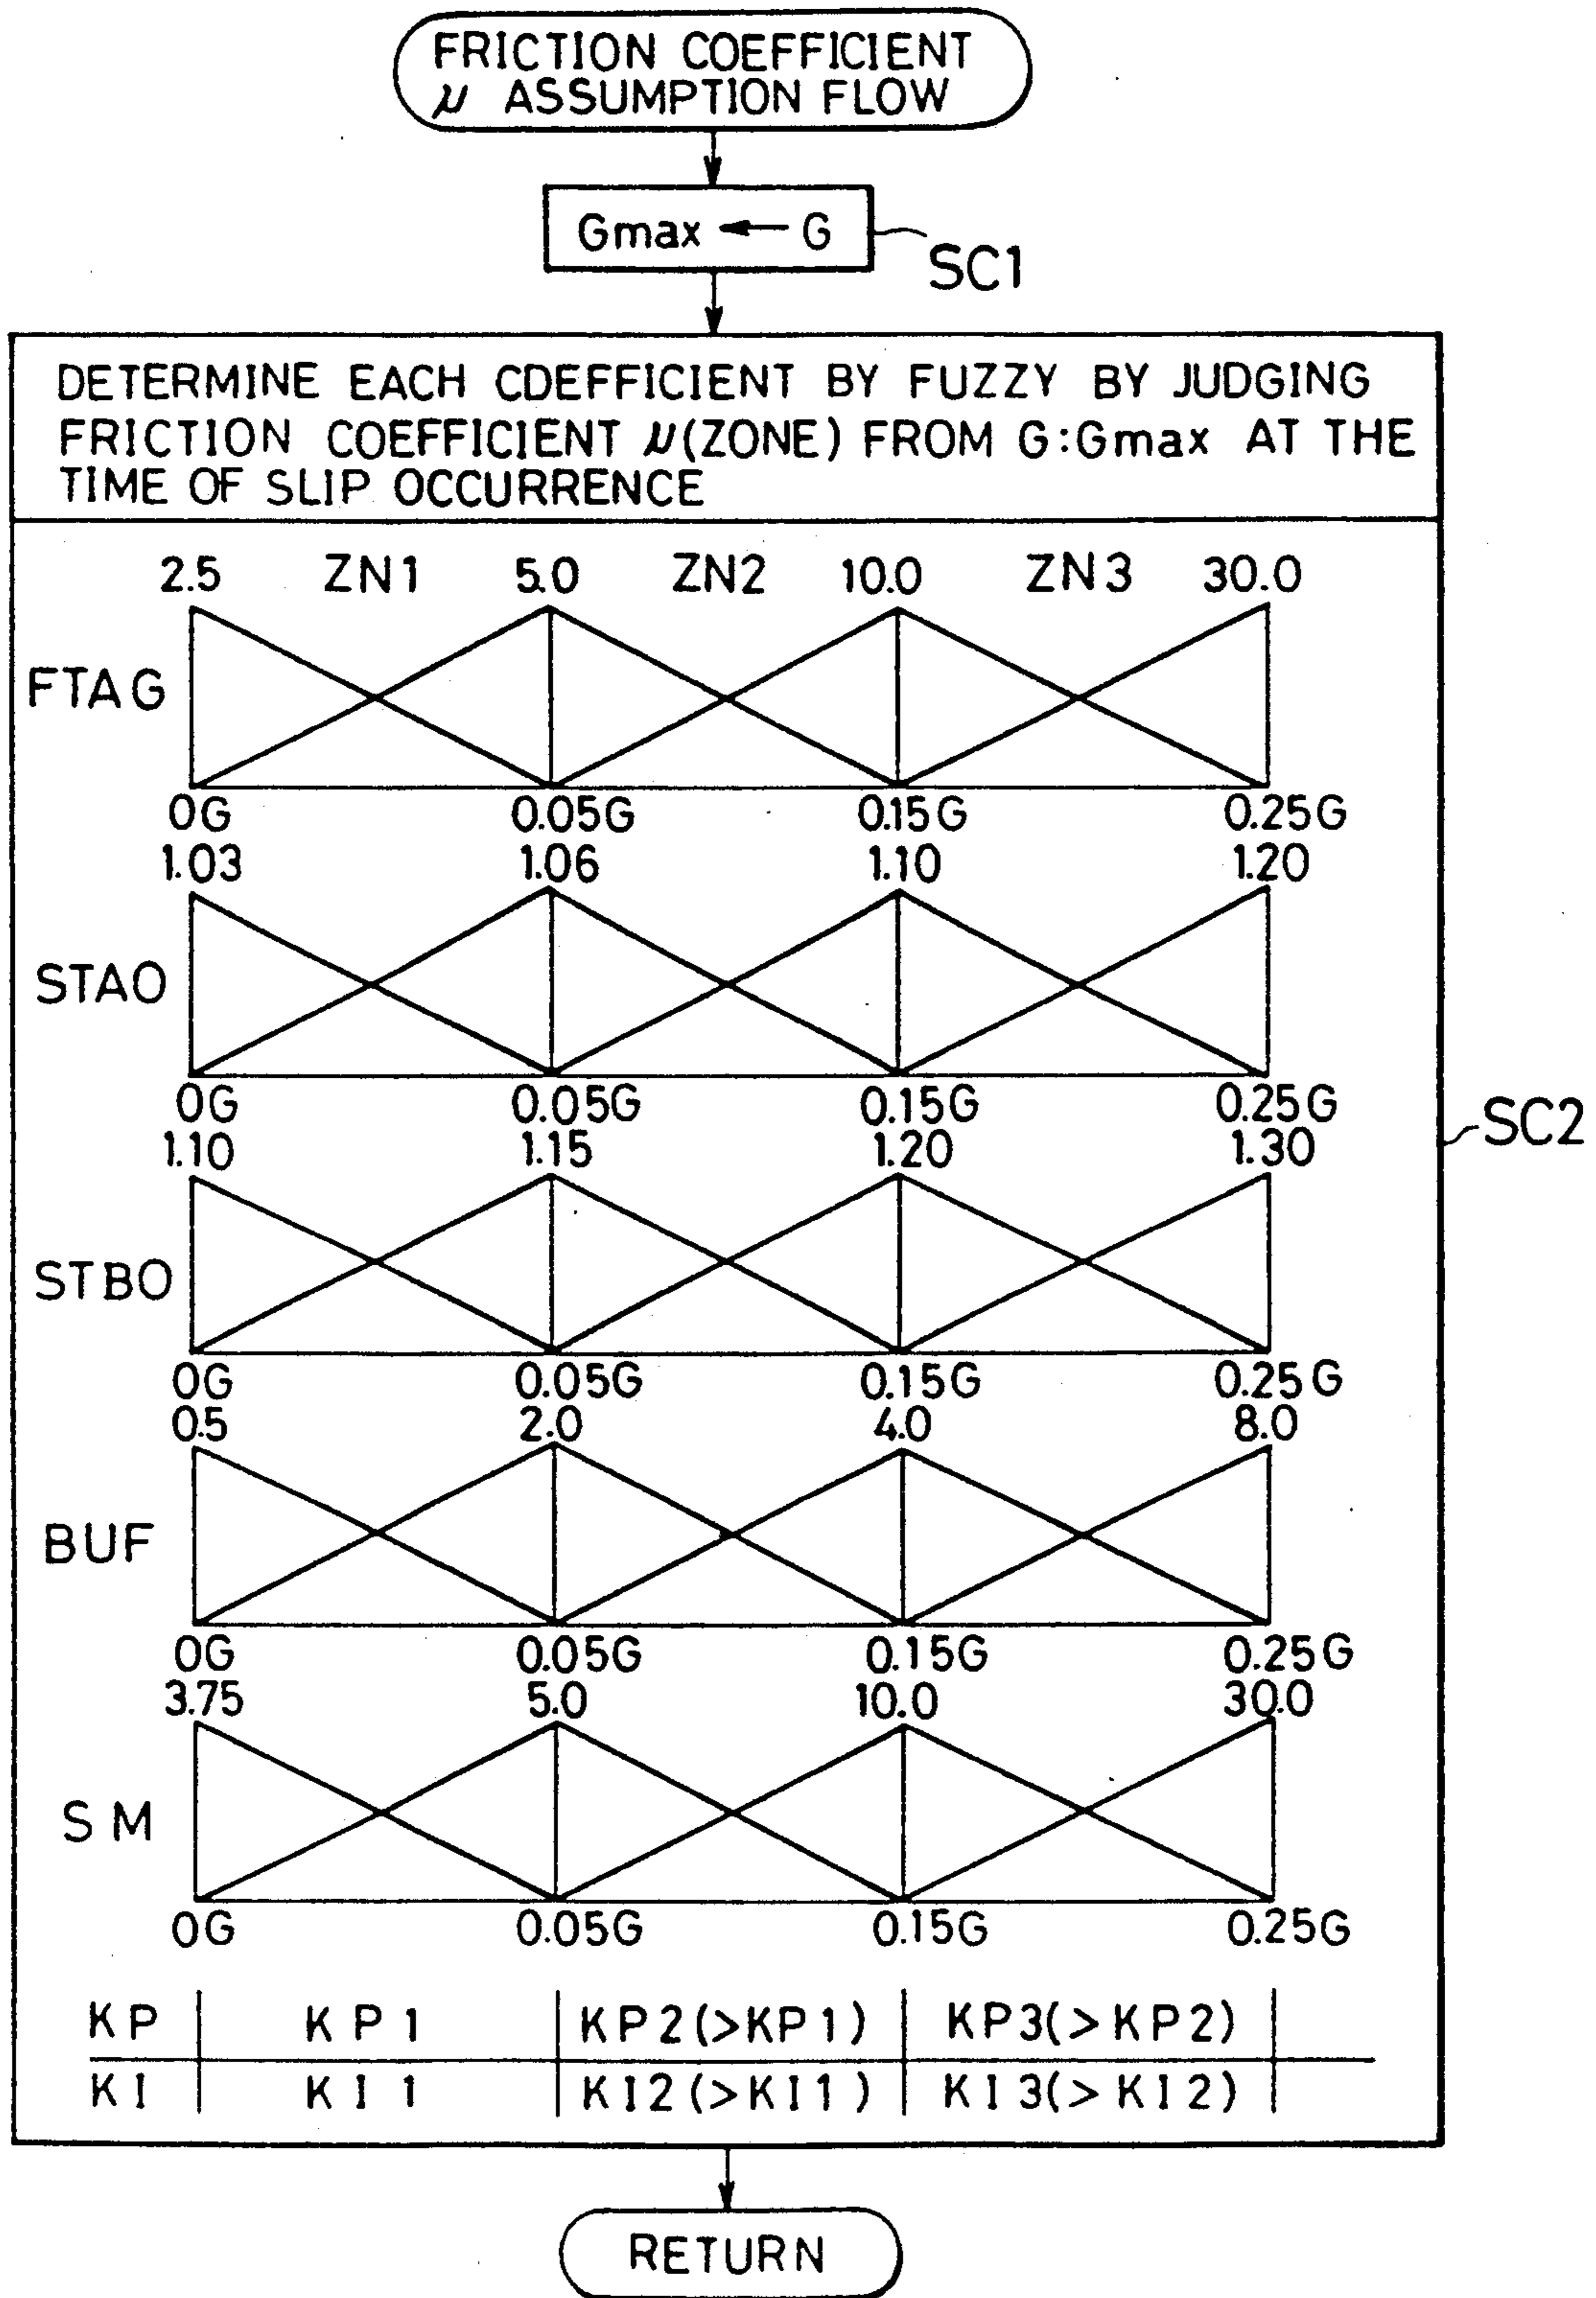 FRICTION COEFFICIENT
μ ASSUMPTION FLOW
Gmax ← G
SC1
DETERMINE EACH CDEFFICIENT BY FUZZY BY JUDGING
FRICTION COEFFICIENT μ(ZONE) FROM G:Gmax AT THE
TIME OF SLIP OCCURRENCE
2.5 ZN1 5.0 ZN2 10.0 ZN3 30.0
FTAG
0G 0.05G 0.15G 0.25G
1.03 1.06 1.10 1.20
STAO
0G 0.05G 0.15G 0.25G
SC2
1.10 1.15 1.20 1.30
STBO
0G 0.05G 0.15G 0.25G
0.5 2.0 4.0 8.0
BUF
0G 0.05G 0.15G 0.25G
3.75 5.0 10.0 30.0
SM
0G 0.05G 0.15G 0.25G
KP KP1 KP2(>KP1) KP3(>KP2)
KI KI1 KI2(>KI1) KI3(>KI2)
RETURN